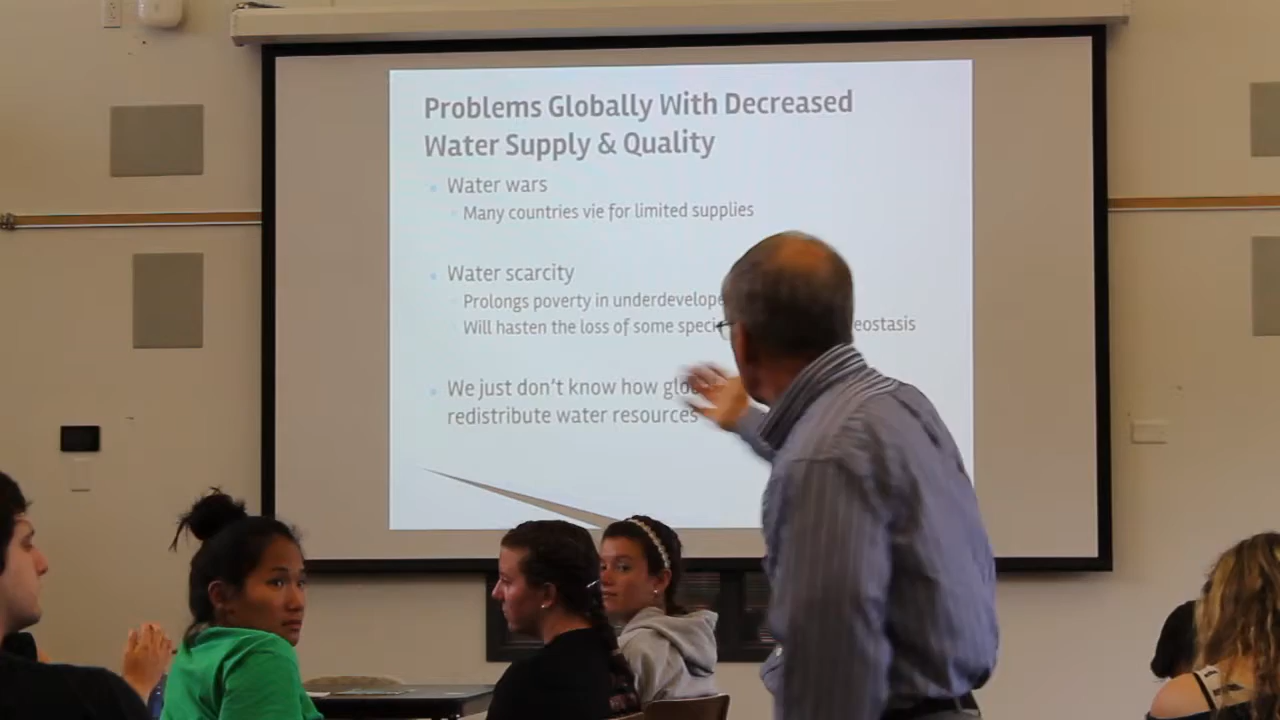 Problems Globally With Decreased
Water Supply & Quality
Water wars
Many countries vie for limited supplies
Water scarcity
Prolongs poverty in underdevelope
Will hasten the loss of some speci eostasis
We just don't know how glo
redistribute water resources